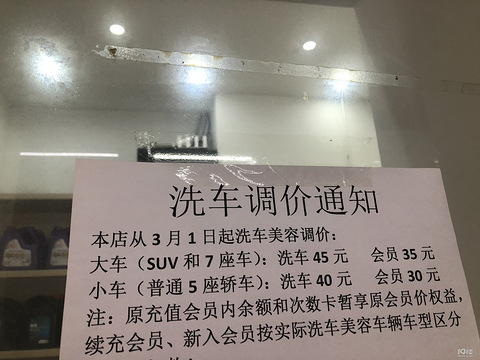 洗车调价通知
本店从 3 月 1 日起洗车美容调价：
大车（SUV 和 7 座车）：洗车 45 元 会员 35 元
小车（普通 5 座轿车）：洗车 40 元 会员 30 元
注：原充值会员内余额和次数卡暂享原会员价权益，
续充会员、新入会员按实际洗车美容车辆车型区分